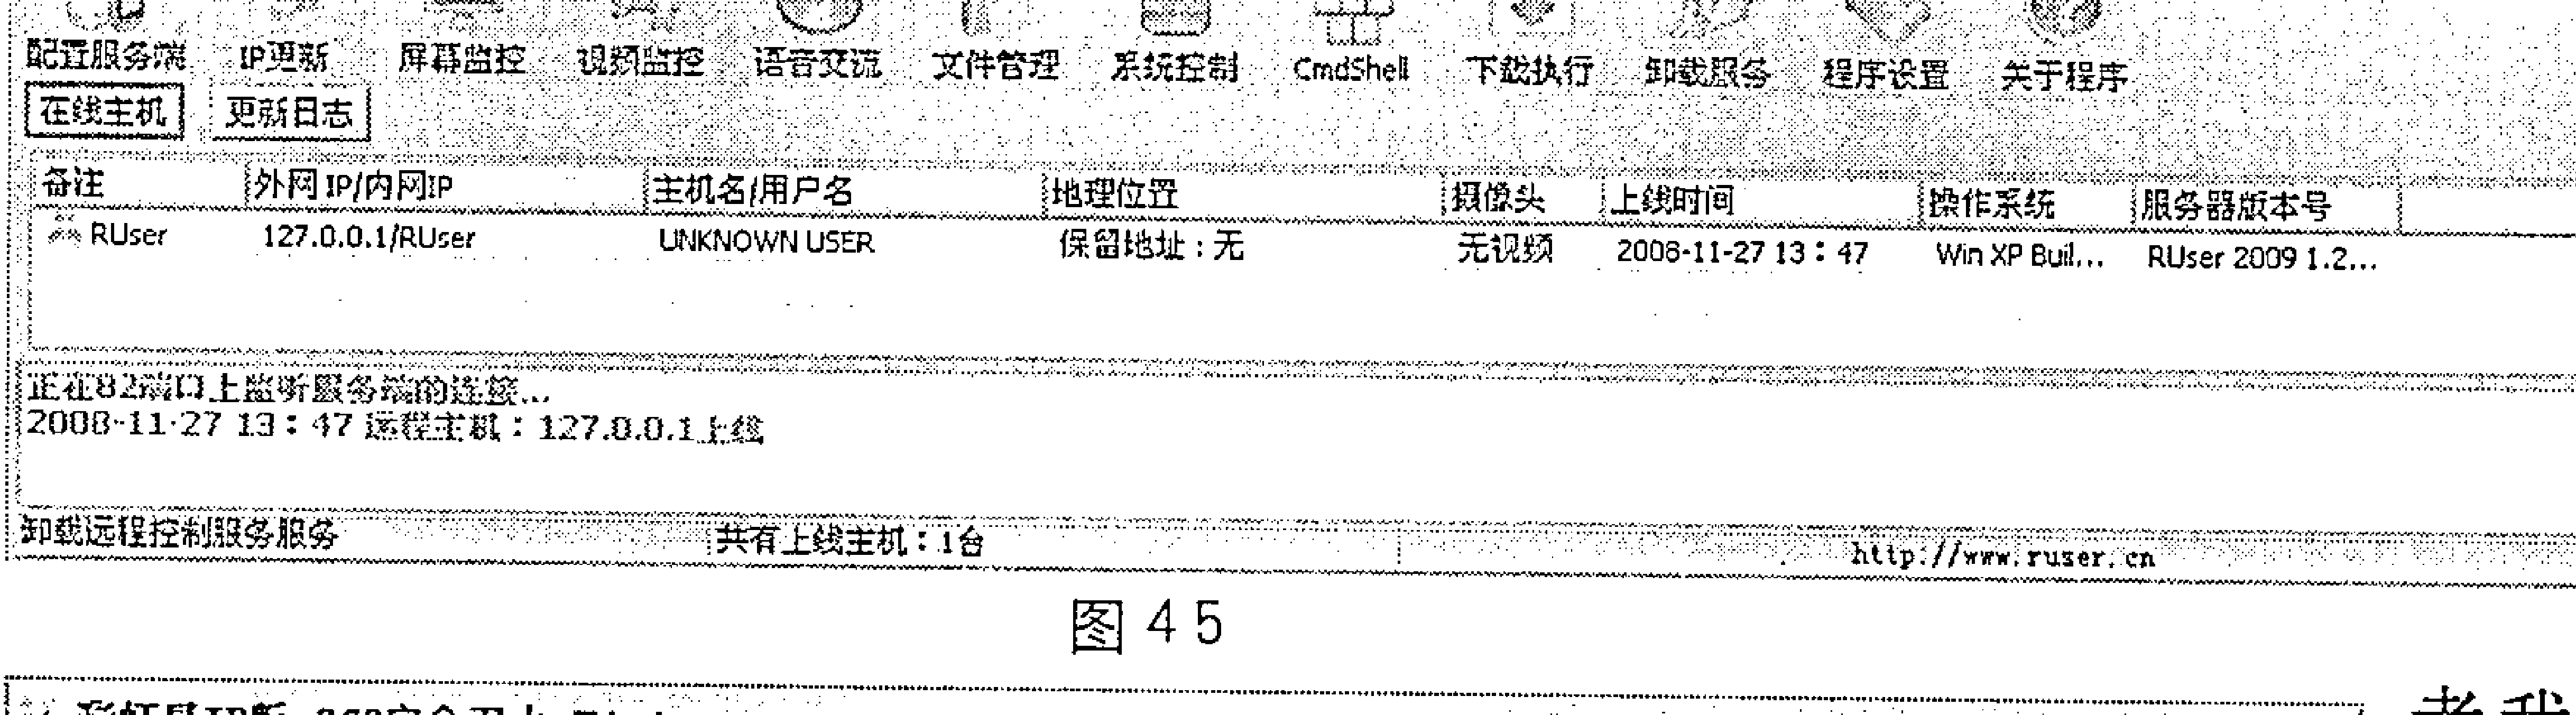 配置服务端 IP更新 屏幕监控 视频监控 语音交流 文件管理 系统控制 CmdShell 下载执行 卸载服务 程序设置 关于程序
在线主机 更新日志
备注 外网IP/内网IP 主机名/用户名 地理位置 摄像头 上线时间 操作系统 服务器版本号
RUser 127.0.0.1/RUser UNKNOWN USER 保留地址:无 无视频 2008-11-27 13:47 Win XP Buil... RUser 2009 1.2...
正在82端口上监听服务端的连接...
2008-11-27 13:47 远程主机:127.0.0.1上线
卸载远程控制服务服务 共有上线主机:1台 http://www.ruser.cn
图 4 5